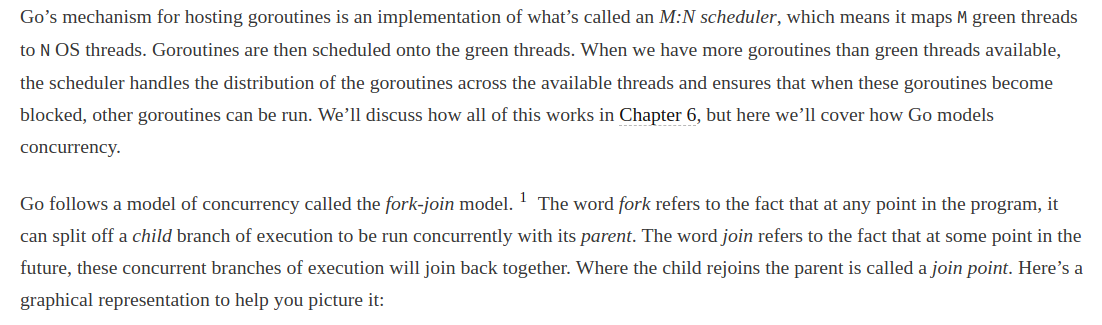 Go’s mechanism for hosting goroutines is an implementation of what’s called an M:N scheduler, which means it maps M green threads
to N OS threads. Goroutines are then scheduled onto the green threads. When we have more goroutines than green threads available,
the scheduler handles the distribution of the goroutines across the available threads and ensures that when these goroutines become
blocked, other goroutines can be run. We’ll discuss how all of this works in Chapter 6, but here we’ll cover how Go models
concurrency.
Go follows a model of concurrency called the fork-join model. 1 The word fork refers to the fact that at any point in the program, it
can split off a child branch of execution to be run concurrently with its parent. The word join refers to the fact that at some point in the
future, these concurrent branches of execution will join back together. Where the child rejoins the parent is called a join point. Here’s a
graphical representation to help you picture it: